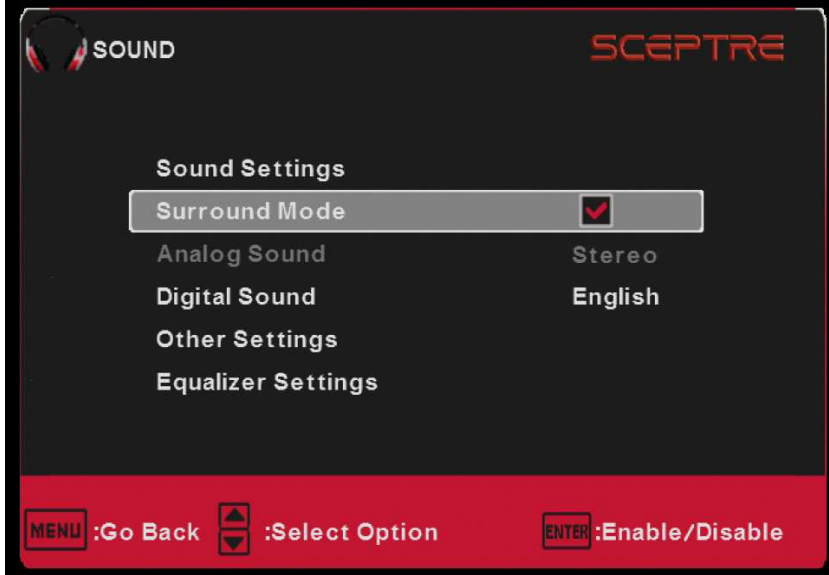 SOUND SCEPTRE
Sound Settings
Surround Mode
Analog Sound Stereo
Digital Sound English
Other Settings
Equalizer Settings
MENU :Go Back :Select Option ENTER :Enable/Disable